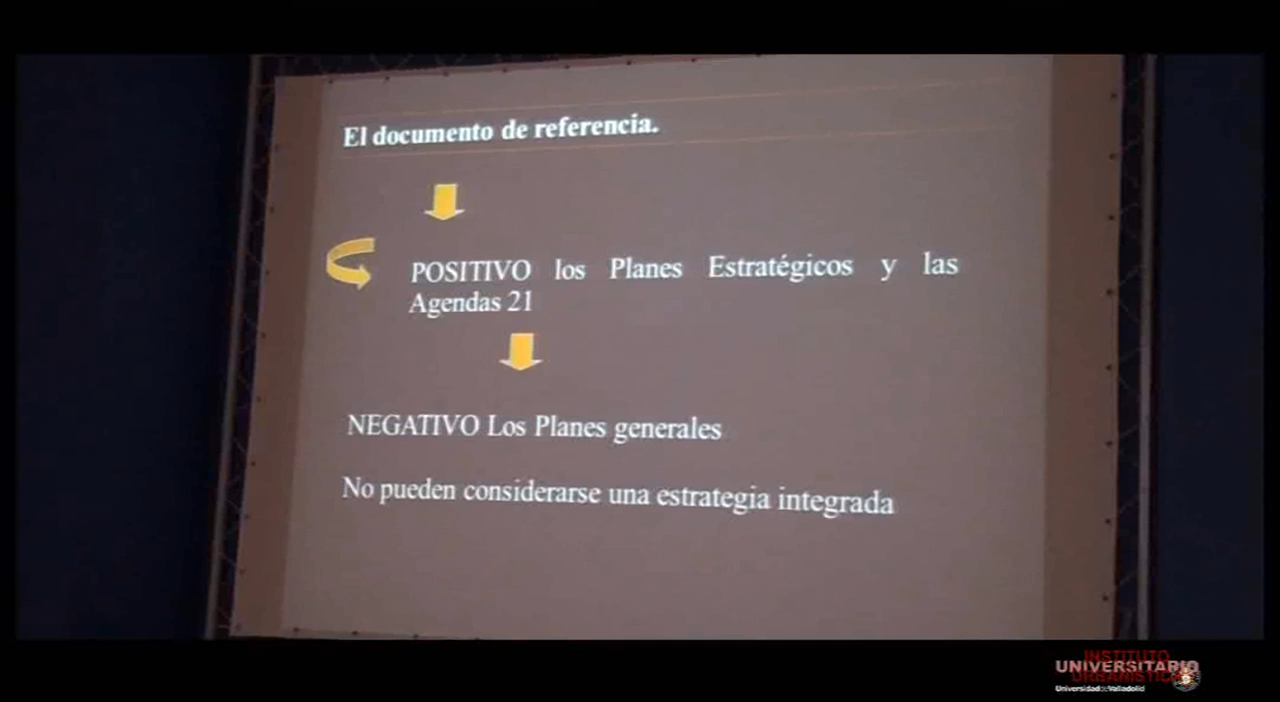 El documento de referencia.
POSITIVO los Planes Estratégicos y las
Agendas 21
NEGATIVO Los Planes generales
No pueden considerarse una estrategia integrada
INSTITUTO
UNIVERSITARIO
URBANÍSTICA
Universidad de Valladolid